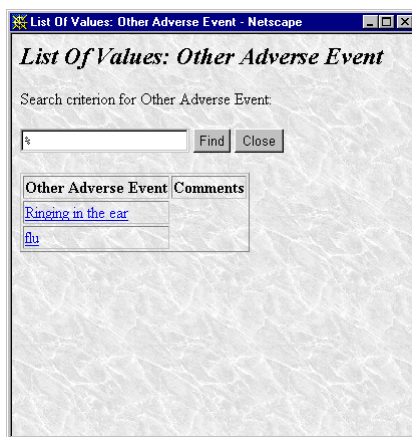 List Of Values: Other Adverse Event - Netscape
List Of Values: Other Adverse Event
Search criterion for Other Adverse Event:
% Find Close
Other Adverse Event Comments
Ringing in the ear
flu